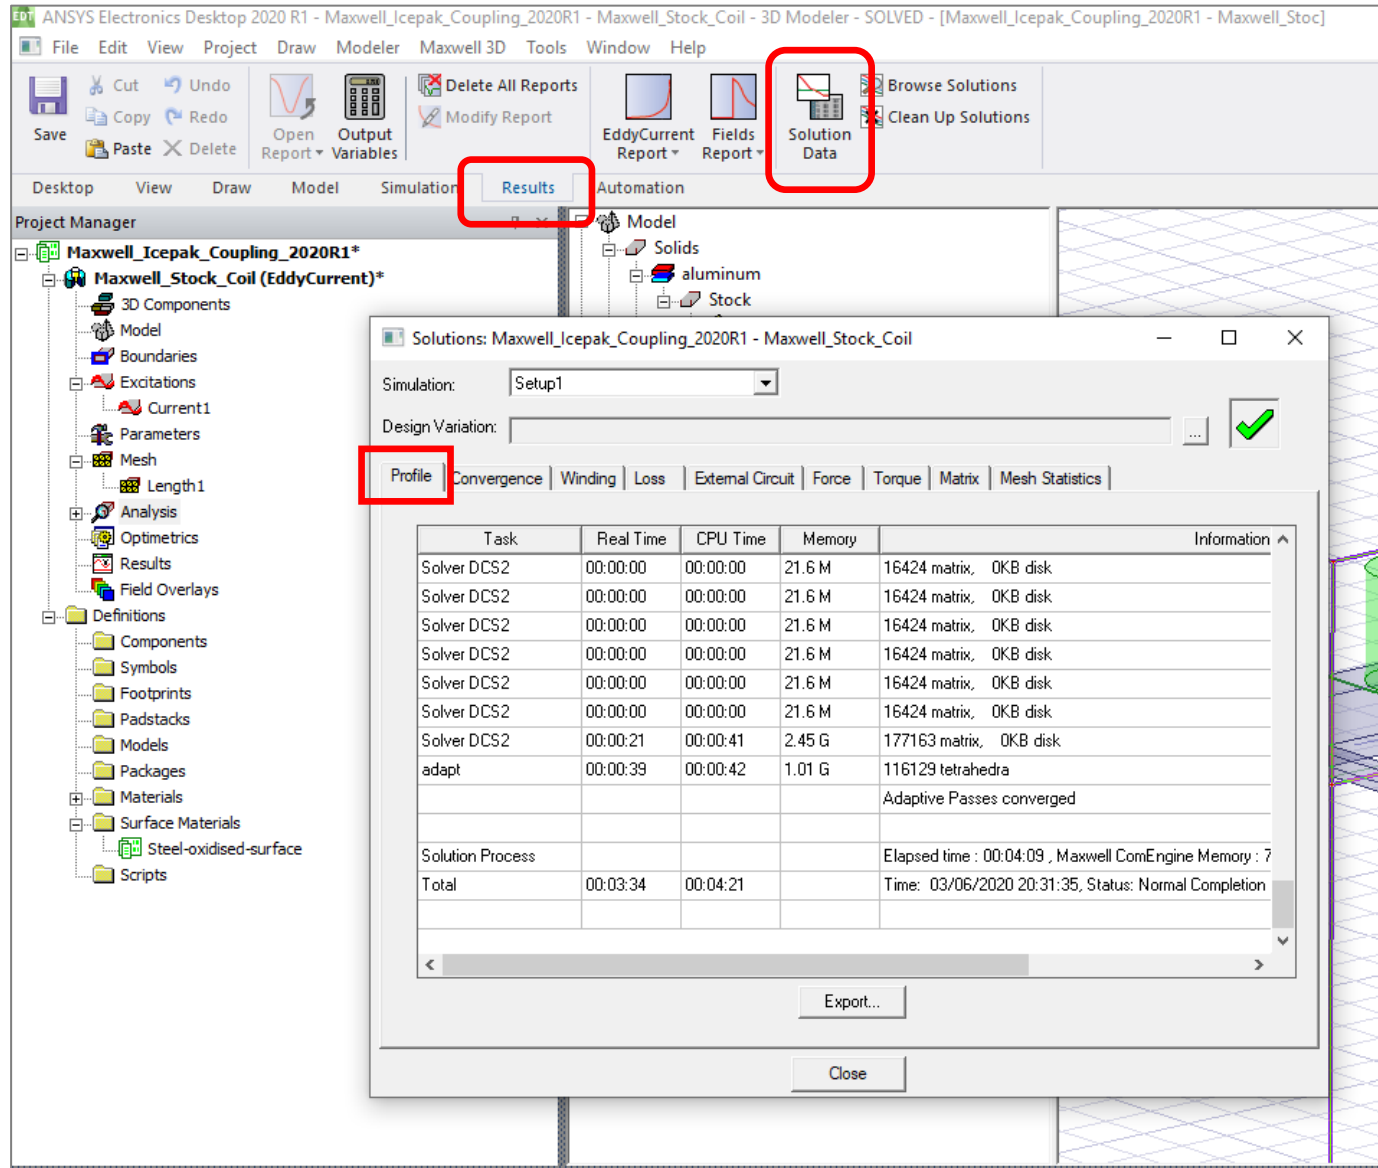 EDT ANSYS Electronics Desktop 2020 R1 - Maxwell_Icepak_Coupling_2020R1 - Maxwell_Stock_Coil - 3D Modeler - SOLVED - [Maxwell_Icepak_Coupling_2020R1 - Maxwell_Stoc]
File Edit View Project Draw Modeler Maxwell 3D Tools Window Help
Save
Cut
Copy
Paste
Undo
Redo
Delete
Open Report
Output Variables
Delete All Reports
Modify Report
EddyCurrent Report
Fields Report
Solution Data
Browse Solutions
Clean Up Solutions
Desktop View Draw Model Simulation Results Automation
Project Manager
Maxwell_Icepak_Coupling_2020R1*
Maxwell_Stock_Coil (EddyCurrent)*
3D Components
Model
Boundaries
Excitations
Current1
Parameters
Mesh
Length1
Analysis
Optimetrics
Results
Field Overlays
Definitions
Components
Symbols
Footprints
Padstacks
Models
Packages
Materials
Surface Materials
Steel-oxidised-surface
Scripts
Model
Solids
aluminum
Stock
Solutions: Maxwell_Icepak_Coupling_2020R1 - Maxwell_Stock_Coil
Simulation: Setup1
Design Variation: ...
Profile Convergence Winding Loss External Circuit Force Torque Matrix Mesh Statistics
Task Real Time CPU Time Memory Information
Solver DCS2 00:00:00 00:00:00 21.6 M 16424 matrix, 0KB disk
Solver DCS2 00:00:00 00:00:00 21.6 M 16424 matrix, 0KB disk
Solver DCS2 00:00:00 00:00:00 21.6 M 16424 matrix, 0KB disk
Solver DCS2 00:00:00 00:00:00 21.6 M 16424 matrix, 0KB disk
Solver DCS2 00:00:00 00:00:00 21.6 M 16424 matrix, 0KB disk
Solver DCS2 00:00:00 00:00:00 21.6 M 16424 matrix, 0KB disk
Solver DCS2 00:00:21 00:00:41 2.45 G 177163 matrix, 0KB disk
adapt 00:00:39 00:00:42 1.01 G 116129 tetrahedra
Adaptive Passes converged
Solution Process Elapsed time : 00:04:09 , Maxwell ComEngine Memory : 7
Total 00:03:34 00:04:21 Time: 03/06/2020 20:31:35, Status: Normal Completion
Export...
Close